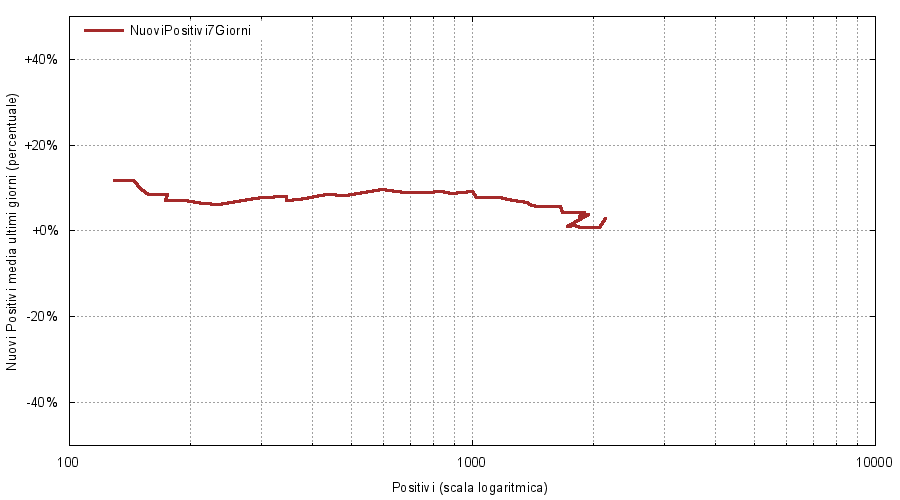 NuoviPositivi7Giorni
+40%
+20%
+0%
-20%
-40%
Nuovi Positivi media ultimi giorni (percentuale)
100
1000
10000
Positivi (scala logaritmica)